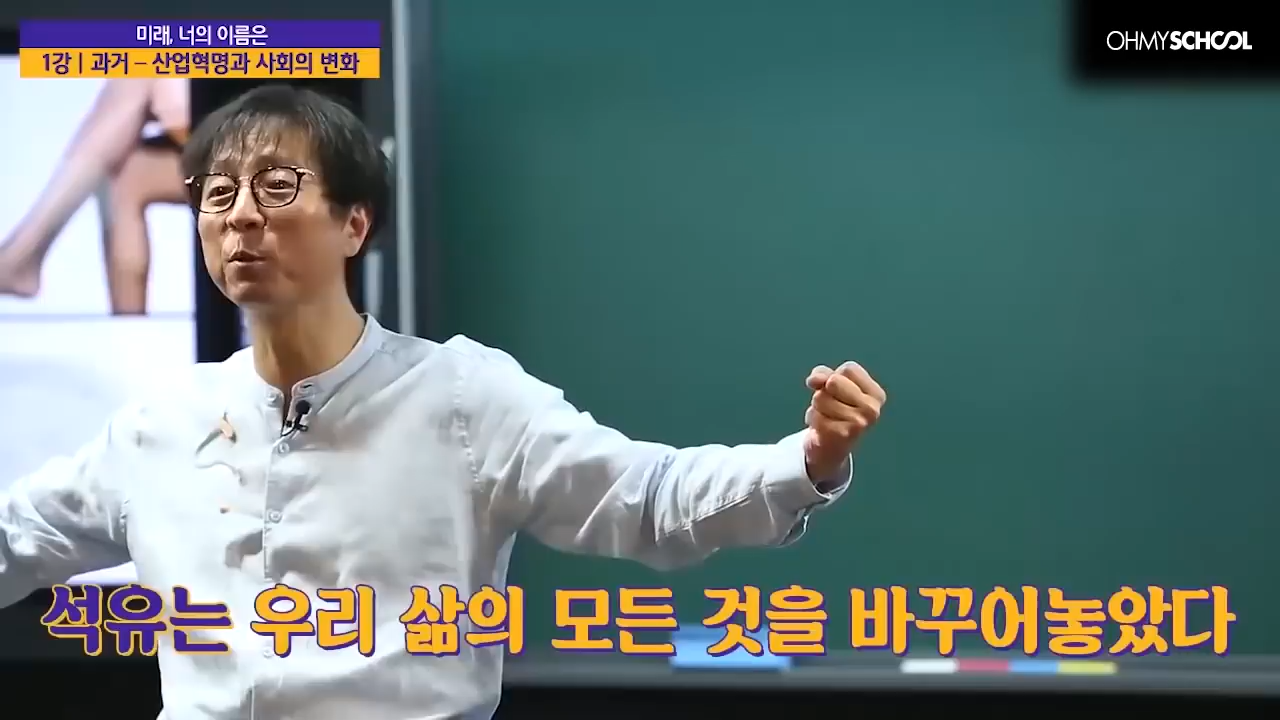 미래, 너의 이름은
1강 | 과거 – 산업혁명과 사회의 변화
OHMYSCHOOL
석유는 우리 삶의 모든 것을 바꾸어놓았다